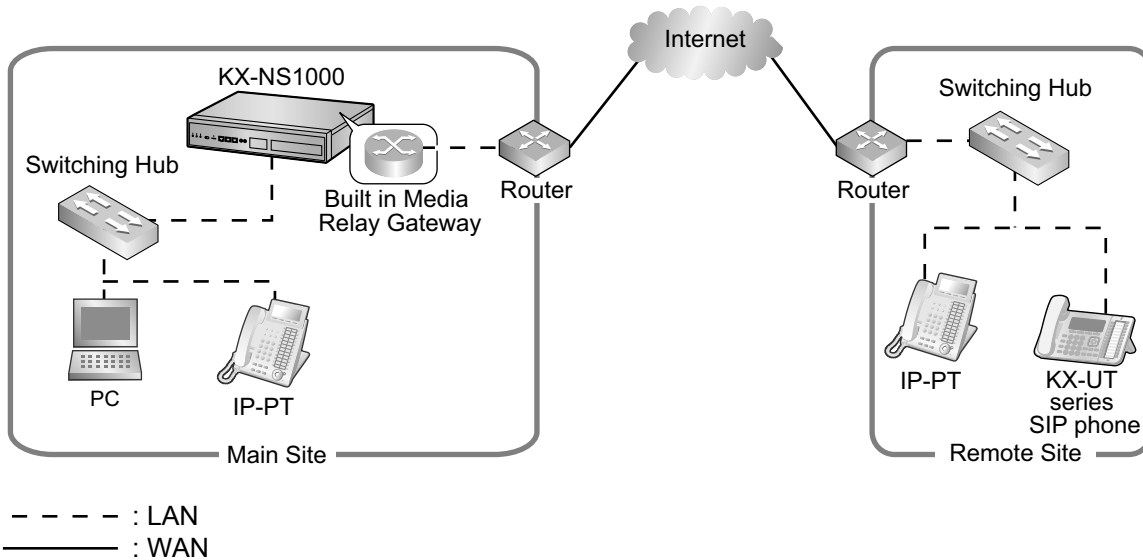 Internet
KX-NS1000
Switching Hub
Built in Media
Relay Gateway
Router
PC
IP-PT
Main Site
Switching Hub
Router
IP-PT
KX-UT
series
SIP phone
Remote Site
: LAN
: WAN